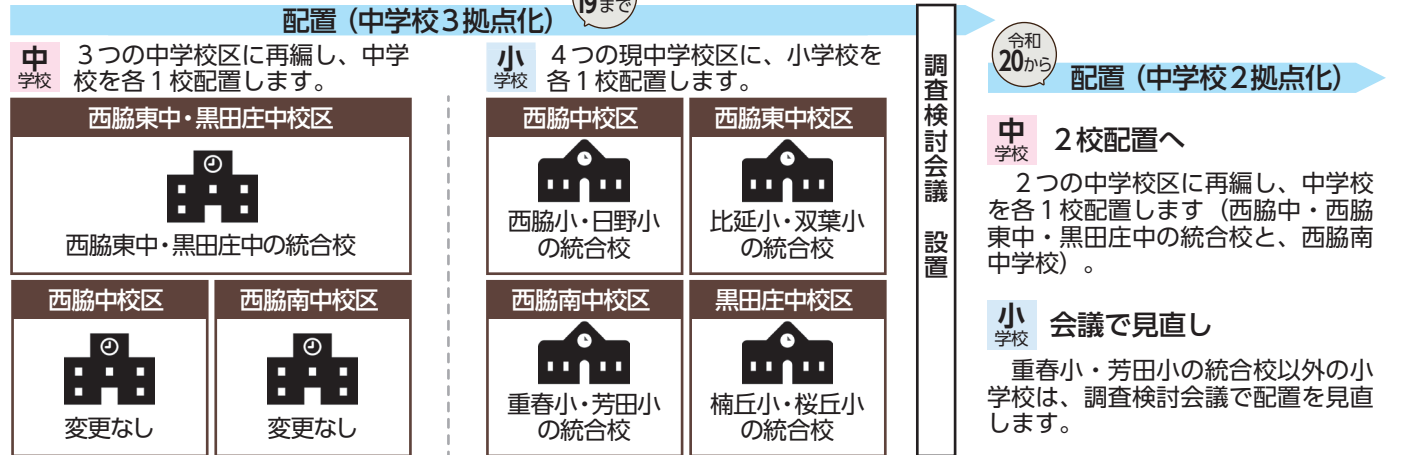 19まで
配置（中学校３拠点化）
中学校
３つの中学校区に再編し、中学
校を各１校配置します。
西脇東中・黒田庄中校区
西脇東中・黒田庄中の統合校
西脇中校区
変更なし
西脇南中校区
変更なし
小学校
４つの現中学校区に、小学校を
各１校配置します。
西脇中校区
西脇小・日野小
の統合校
西脇東中校区
比延小・双葉小
の統合校
西脇南中校区
重春小・芳田小
の統合校
黒田庄中校区
楠丘小・桜丘小
の統合校
調査検討会議　設置
令和
20から
配置（中学校２拠点化）
中学校
２校配置へ
２つの中学校区に再編し、中学校
を各１校配置します（西脇中・西脇
東中・黒田庄中の統合校と、西脇南
中学校）。
小学校
会議で見直し
重春小・芳田小の統合校以外の小
学校は、調査検討会議で配置を見直
します。